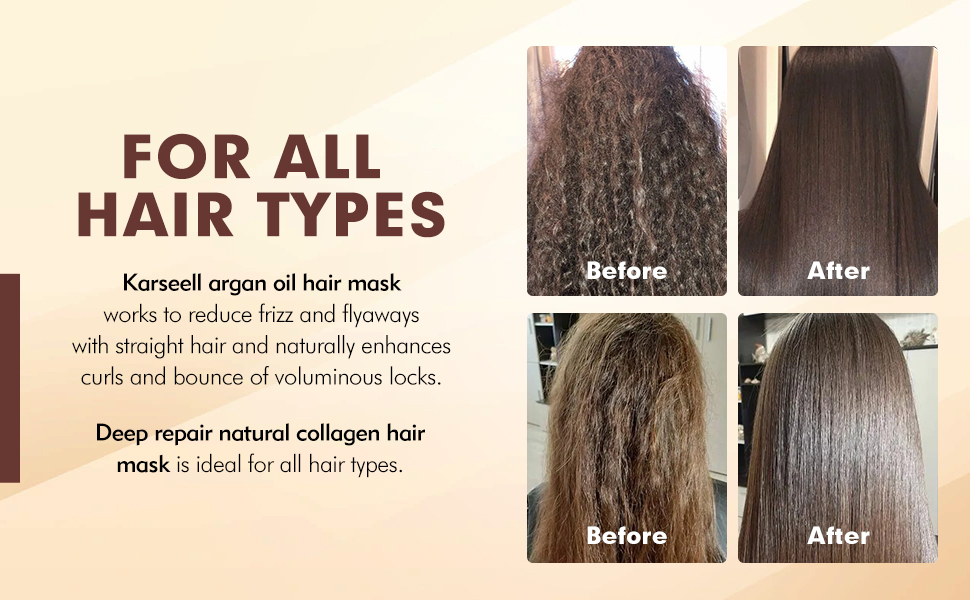 FOR ALL
HAIR TYPES
Karseell argan oil hair mask
works to reduce frizz and flyaways
with straight hair and naturally enhances
curls and bounce of voluminous locks.
Deep repair natural collagen hair
mask is ideal for all hair types.
Before
After
Before
After